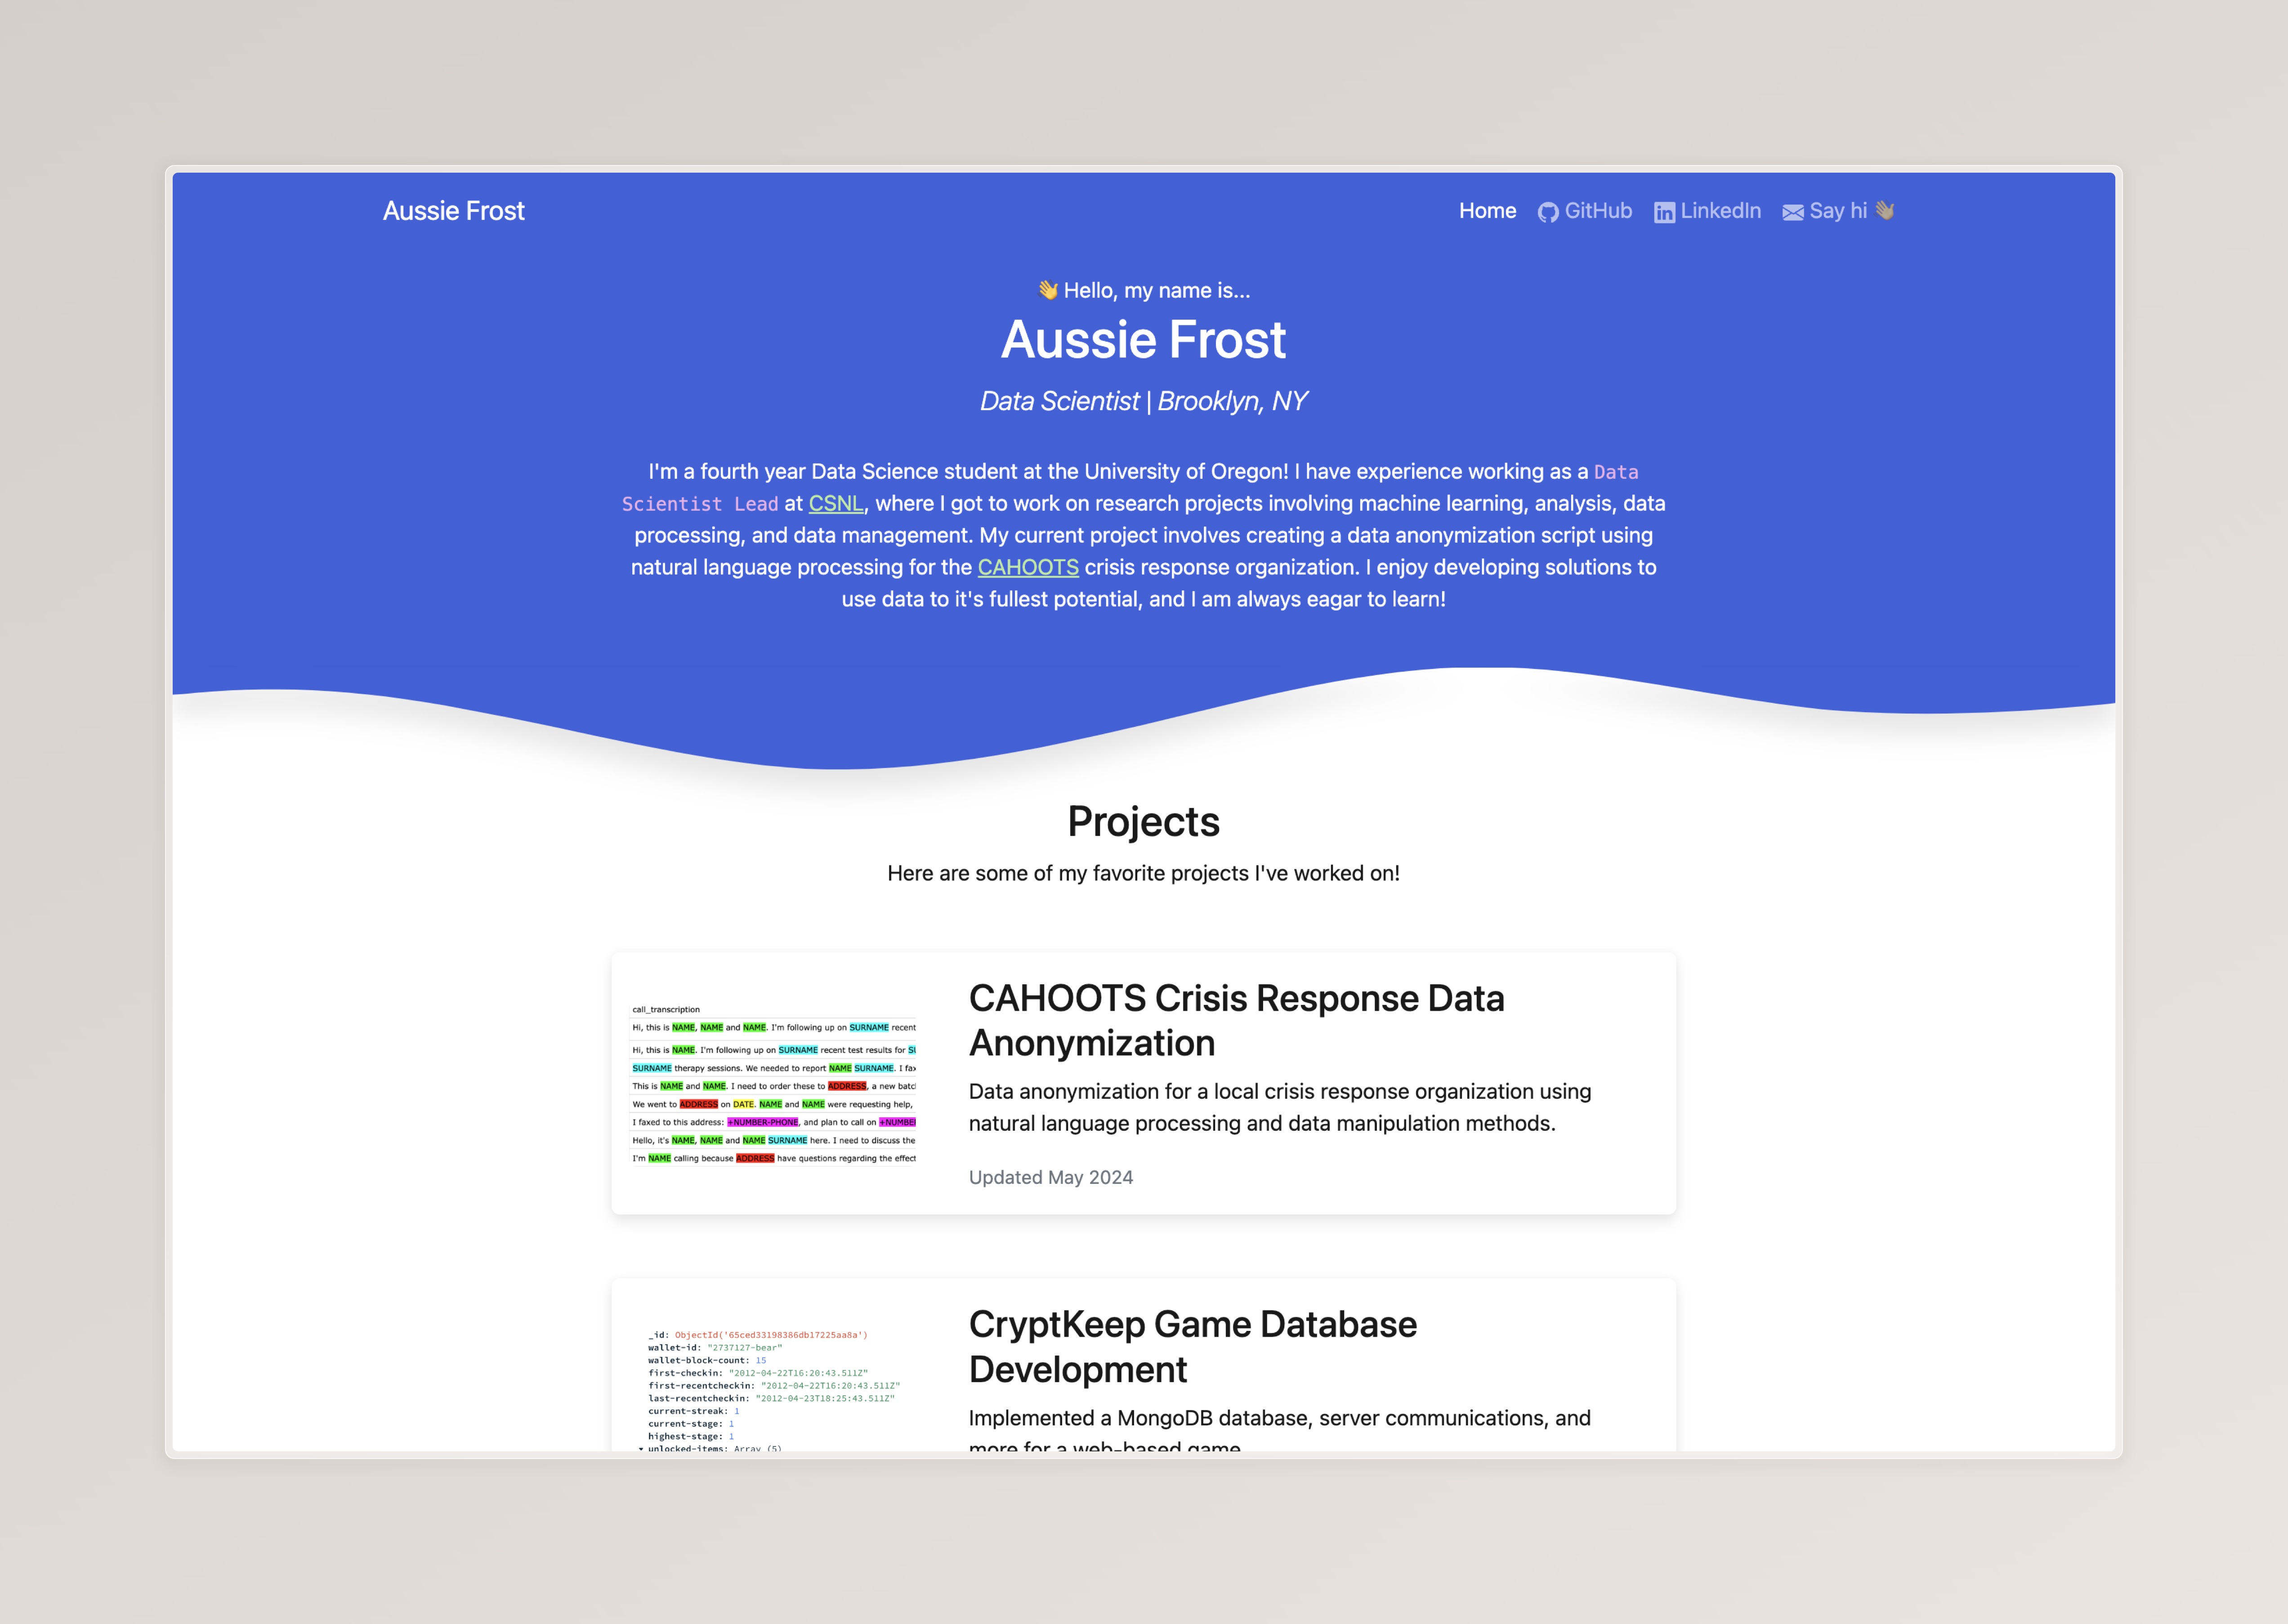 Aussie Frost
Home GitHub LinkedIn Say hi 👋
👋 Hello, my name is...
Aussie Frost
Data Scientist | Brooklyn, NY
I'm a fourth year Data Science student at the University of Oregon! I have experience working as a Data
Scientist Lead at CSNL, where I got to work on research projects involving machine learning, analysis, data
processing, and data management. My current project involves creating a data anonymization script using
natural language processing for the CAHOOTS crisis response organization. I enjoy developing solutions to
use data to it's fullest potential, and I am always eagar to learn!
Projects
Here are some of my favorite projects I've worked on!
call_transcription
Hi, this is NAME, NAME and NAME. I'm following up on SURNAME recent
Hi, this is NAME. I'm following up on SURNAME recent test results for SU
SURNAME therapy sessions. We needed to report NAME SURNAME. I fax
This is NAME and NAME. I need to order these to ADDRESS, a new batc
We went to ADDRESS on DATE. NAME and NAME were requesting help,
I faxed to this address: +NUMBER-PHONE, and plan to call on +NUMBE
Hello, it's NAME, NAME and NAME SURNAME here. I need to discuss the
I'm NAME calling because ADDRESS have questions regarding the effect
CAHOOTS Crisis Response Data
Anonymization
Data anonymization for a local crisis response organization using
natural language processing and data manipulation methods.
Updated May 2024
_id: ObjectId('65ced33198386db17225aa8a')
wallet-id: "2737127-bear"
wallet-block-count: 15
first-checkin: "2012-04-22T16:20:43.511Z"
first-recentcheckin: "2012-04-22T16:20:43.511Z"
last-recentcheckin: "2012-04-23T18:25:43.511Z"
current-streak: 1
current-stage: 1
highest-stage: 1
unlocked-items: Array (5)
CryptKeep Game Database
Development
Implemented a MongoDB database, server communications, and
more for a web-based game